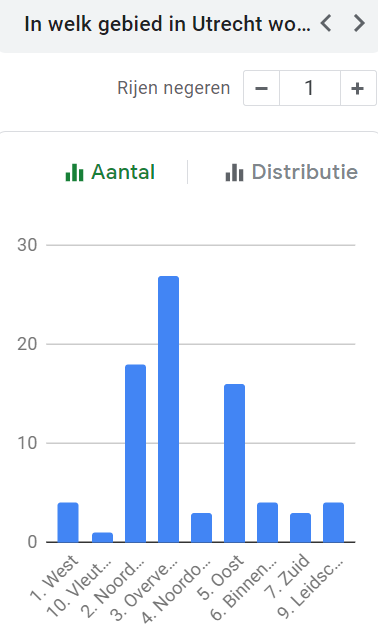 In welk gebied in Utrecht wo...
Rijen negeren − 1 +
Aantal Distributie
30
20
10
0
1. West
10. Vleut...
2. Noord...
3. Overve...
4. Noordo...
5. Oost
6. Binnen...
7. Zuid
9. Leidsc...